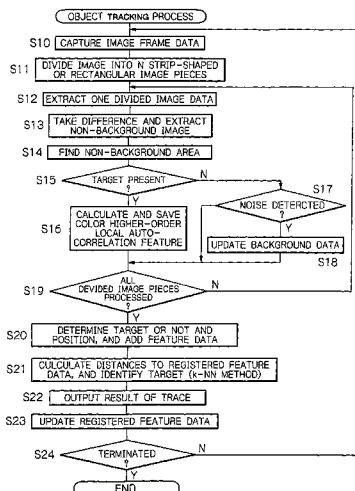 OBJECT TRACKING PROCESS
S10
CAPTURE IMAGE FRAME DATA
S11
DIVIDE IMAGE INTO N STRIP-SHAPED
OR RECTANGULAR IMAGE PIECES
S12
EXTRACT ONE DIVIDED IMAGE DATA
S13
TAKE DIFFERENCE AND EXTRACT
NON-BACKGROUND IMAGE
S14
FIND NON-BACKGROUND AREA
S15
TARGET PRESENT
?
N
Y
S16
CALCULATE AND SAVE
COLOR HIGHER-ORDER
LOCAL AUTO-
CORRELATION FEATURE
S17
NOISE DETERCTED
?
Y
UPDATE BACKGROUND DATA
S18
S19
ALL
DEVIDED IMAGE PIECES
PROCESSED?
N
Y
S20
DETERMINE TARGET OR NOT AND
POSITION, AND ADD FEATURE DATA
S21
CULCULATE DISTANCES TO REGISTERED FEATURE
DATA, AND IDENTIFY TARGET (k-NN METHOD)
S22
OUTPUT RESULT OF TRACE
S23
UPDATE REGISTERED FEATURE DATA
S24
TERMINATED
?
N
Y
END